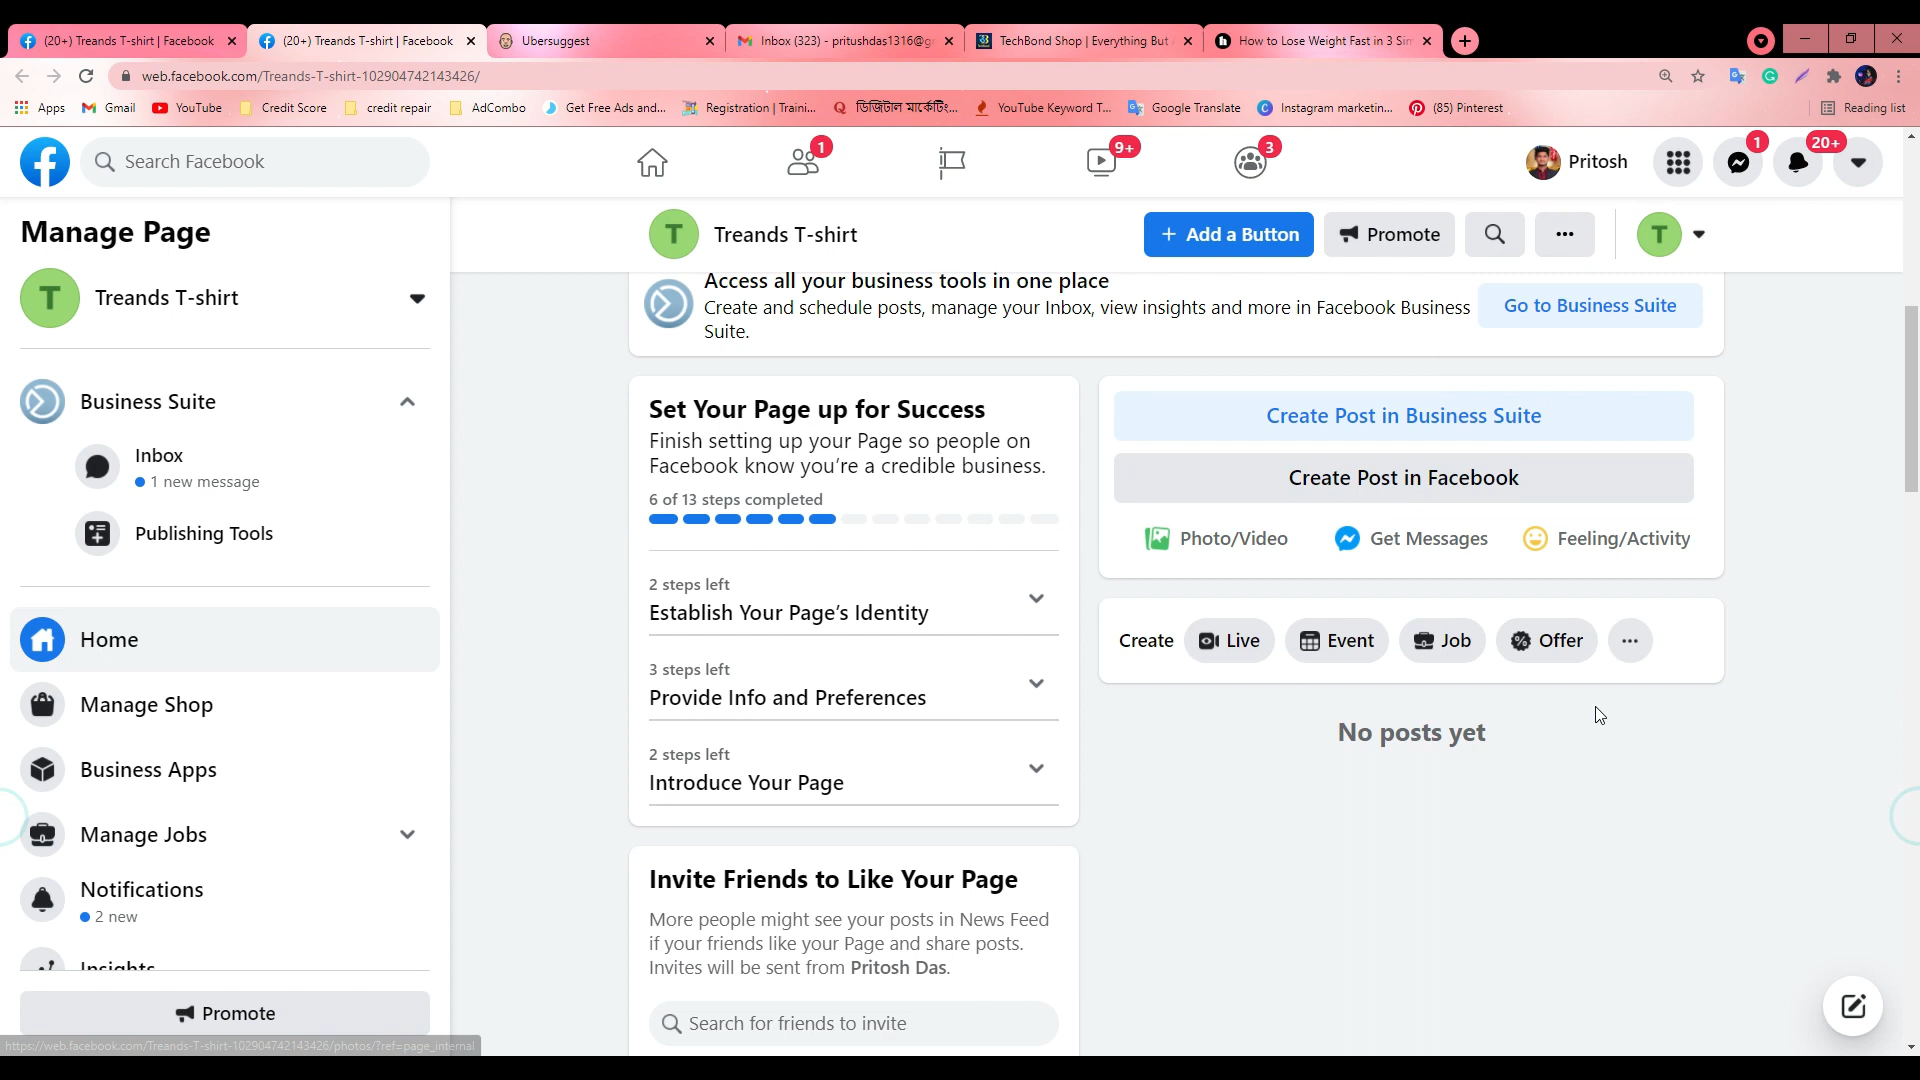 (20+) Treands T-shirt | Facebook
(20+) Treands T-shirt | Facebook
Ubersuggest
Inbox (323) - pritushdas1316@g
TechBond Shop | Everything But
How to Lose Weight Fast in 3 Sim
web.facebook.com/Treands-T-shirt-102904742143426/
Apps
Gmail
YouTube
Credit Score
credit repair
AdCombo
Get Free Ads and...
Registration | Traini...
ডিজিটাল মার্কেটিং...
YouTube Keyword T...
Google Translate
Instagram marketin...
(85) Pinterest
Reading list
Search Facebook
1
9+
3
Pritosh
1
20+
Manage Page
T Treands T-shirt
Business Suite
Inbox
1 new message
Publishing Tools
Home
Manage Shop
Business Apps
Manage Jobs
Notifications
2 new
Insights
Promote
https://web.facebook.com/Treands-T-shirt-102904742143426/photos/?ref=page_internal
T Treands T-shirt
+ Add a Button
Promote
T
Access all your business tools in one place
Create and schedule posts, manage your Inbox, view insights and more in Facebook Business
Suite.
Go to Business Suite
Set Your Page up for Success
Finish setting up your Page so people on
Facebook know you're a credible business.
6 of 13 steps completed
2 steps left
Establish Your Page's Identity
3 steps left
Provide Info and Preferences
2 steps left
Introduce Your Page
Invite Friends to Like Your Page
More people might see your posts in News Feed
if your friends like your Page and share posts.
Invites will be sent from Pritosh Das.
Search for friends to invite
Create Post in Business Suite
Create Post in Facebook
Photo/Video
Get Messages
Feeling/Activity
Create
Live
Event
Job
Offer
No posts yet